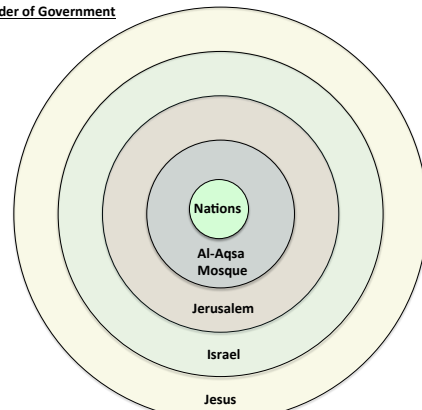 der of Government
Nations
Al-Aqsa
Mosque
Jerusalem
Israel
Jesus